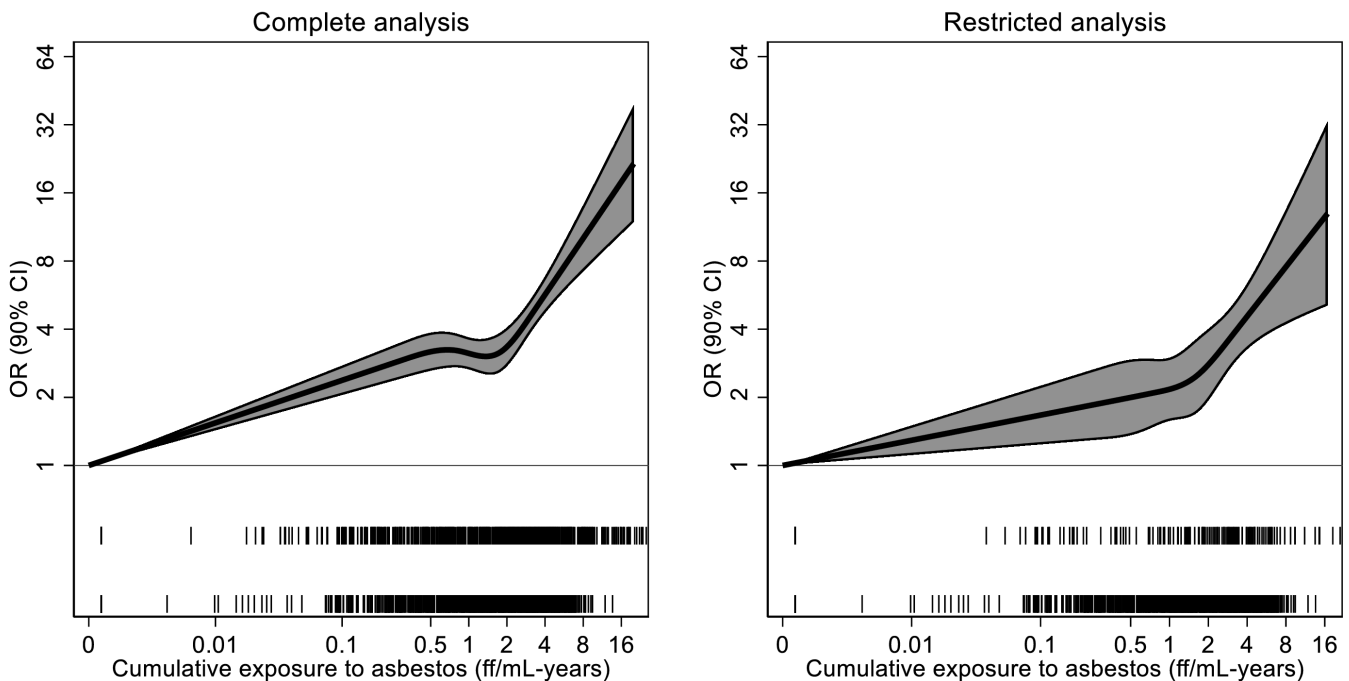 Complete analysis
OR (90% CI)
64
32
16
8
4
2
1
0 0.01 0.1 0.5 1 2 4 8 16
Cumulative exposure to asbestos (ff/mL-years)
Restricted analysis
OR (90% CI)
64
32
16
8
4
2
1
0 0.01 0.1 0.5 1 2 4 8 16
Cumulative exposure to asbestos (ff/mL-years)